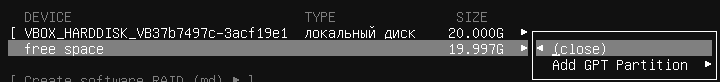 DEVICE TYPE SIZE
[ VBOX_HARDDISK_VB37b7497c-3acf19e1 локальный диск 20.000G ▸
free space 19.997G ▸
◂ (close)
Add GPT Partition ▸
[ Create software RAID (md) ▸ ]